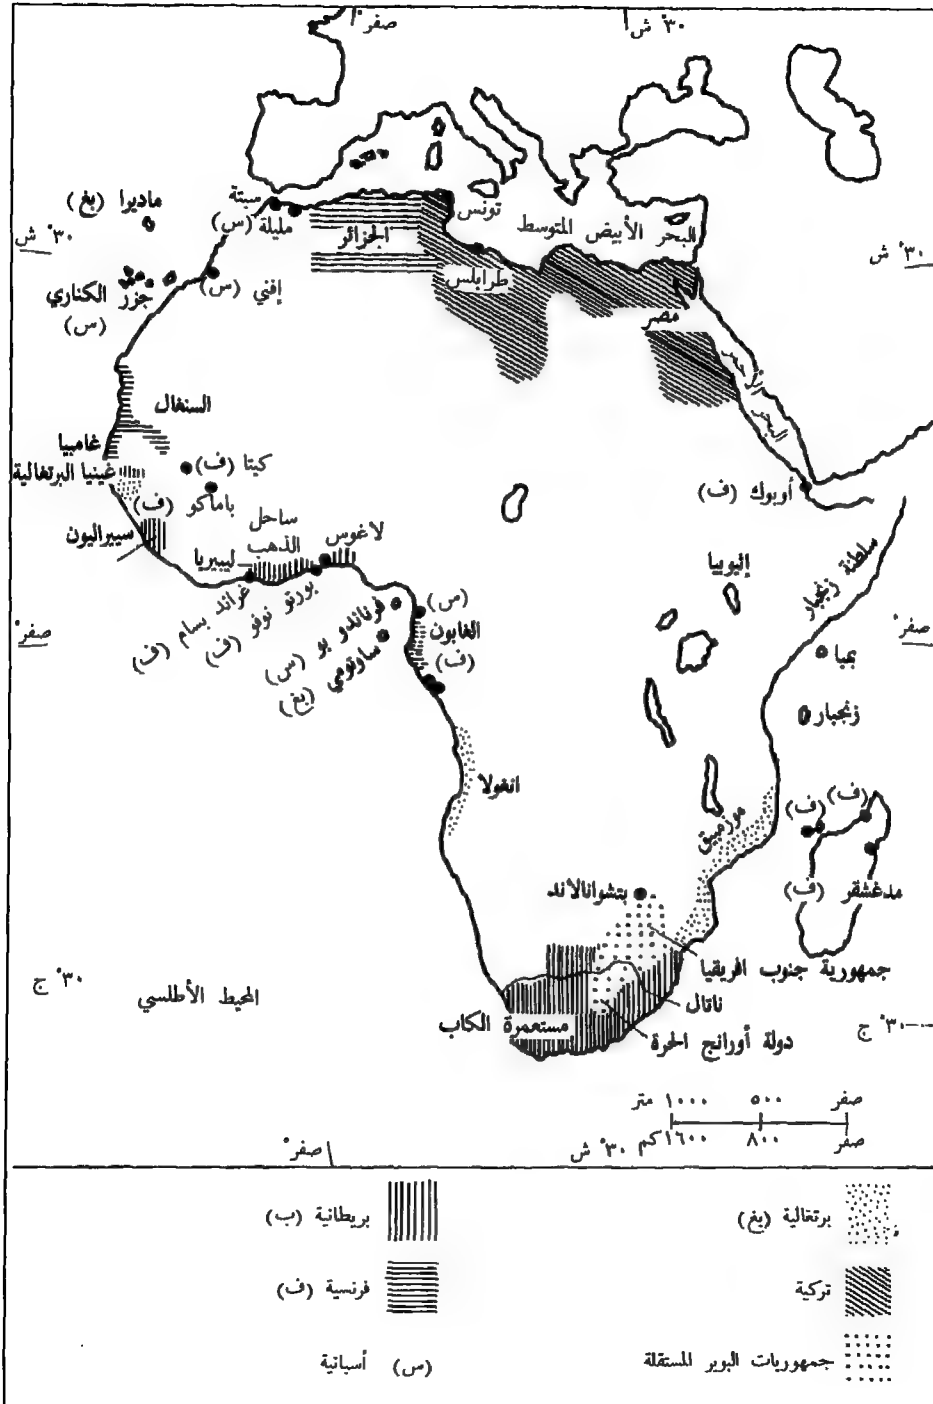 صفر°
٣٠° ش
ماديرا (بغ)
سبتة
مليلة (س)
تونس
البحر الأبيض المتوسط
الجزائر
٣٠° ش
٣٠° ش
طرابلس
إفني (س)
جزر الكناري
(س)
مصر
السنغال
غامبيا
غينيا البرتغالية
كيتا (ف)
باماكو (ف)
أوبوك (ف)
سييراليون
ساحل
الذهب
لاغوس
ليبيريا
غراند بسام (ف)
بورتو نوفو (ف)
فرناندو بو (س)
ساوتومي (بغ)
(س)
الغابون
(ف)
إثيوبيا
سلطنة زنجبار
صفر°
صفر°
بمبا
زنجبار
انغولا
موزمبيق
(ف)
(ف)
مدغشقر (ف)
بتشوانالاند
جمهورية جنوب افريقيا
ناتال
٣٠° ج
المحيط الأطلسي
مستعمرة الكاب
دولة أورانج الحرة
٣٠° ج
صفر ٥٠٠ ١٠٠٠ متر
صفر ٨٠٠ ١٦٠٠ كم
صفر°
٣٠° ش
برتغالية (بغ)
بريطانية (ب)
تركية
فرنسية (ف)
جمهوريات البوير المستقلة
(س) أسبانية